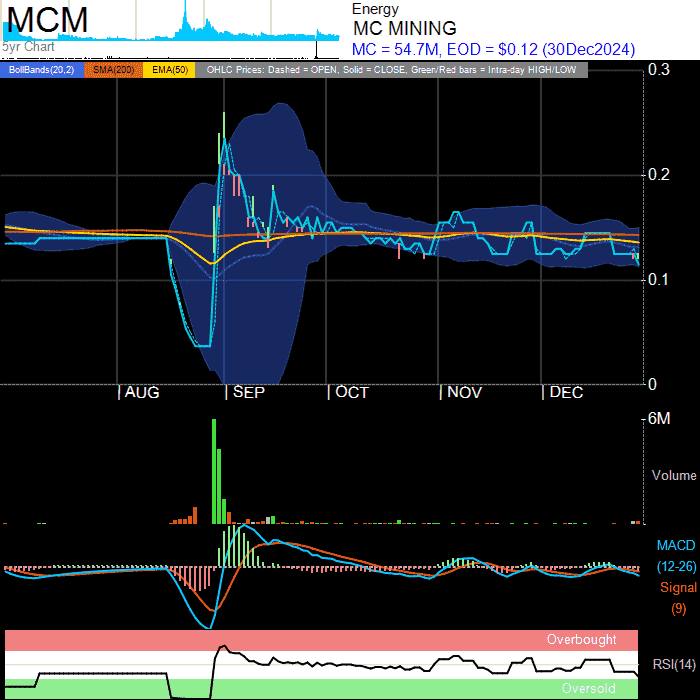 MCM
5yr Chart
Energy
MC MINING
MC = 54.7M, EOD = $0.12 (30Dec2024)
BollBands(20,2) SMA(200) EMA(50) OHLC Prices: Dashed = OPEN, Solid = CLOSE, Green/Red bars = Intra-day HIGH/LOW
0.3
0.2
0.1
0
AUG SEP OCT NOV DEC
6M
Volume
MACD
(12-26)
Signal
(9)
Overbought
RSI(14)
Oversold